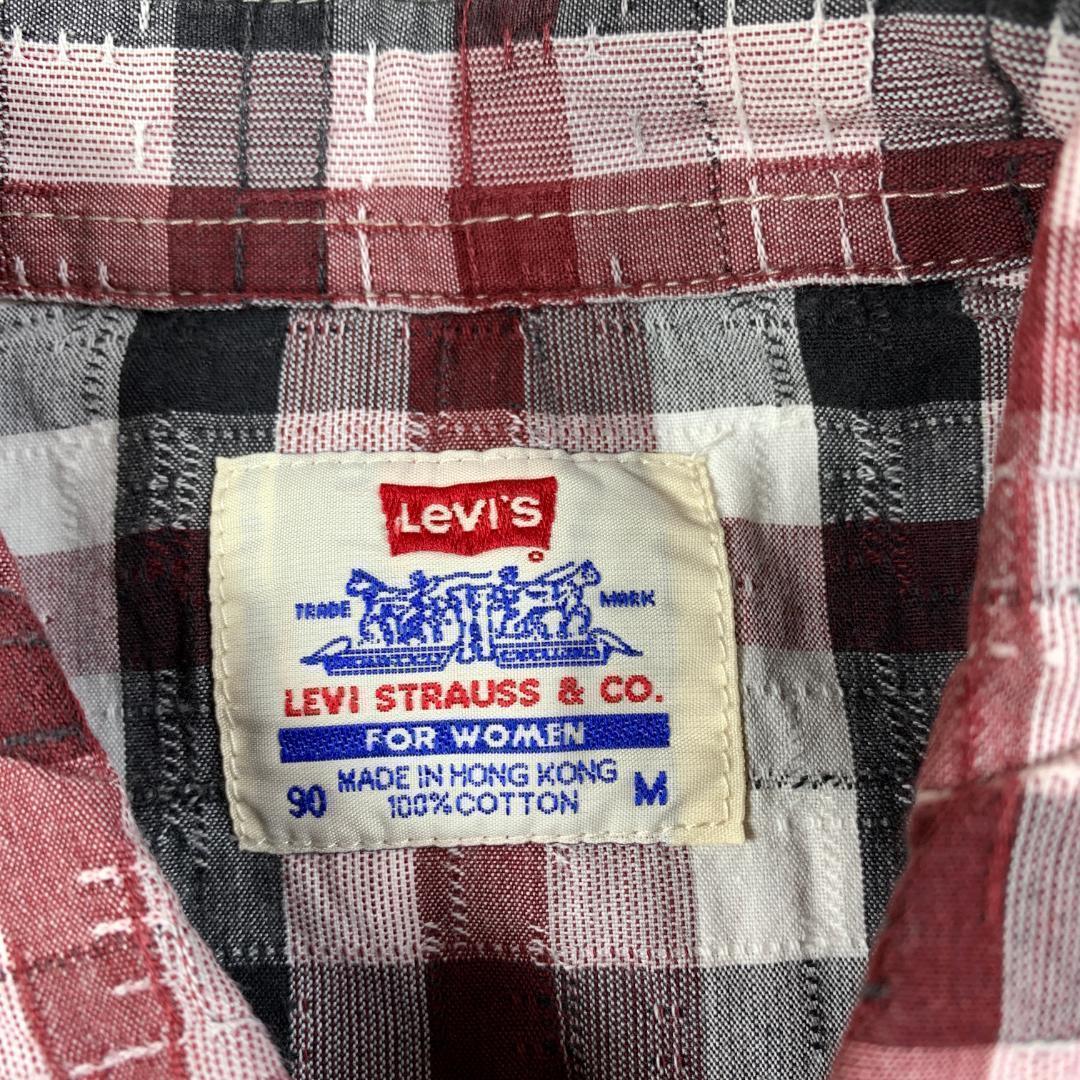 LEVI'S
TRADE MARK
LEVI STRAUSS & CO.
FOR WOMEN
MADE IN HONG KONG
90 100% COTTON M